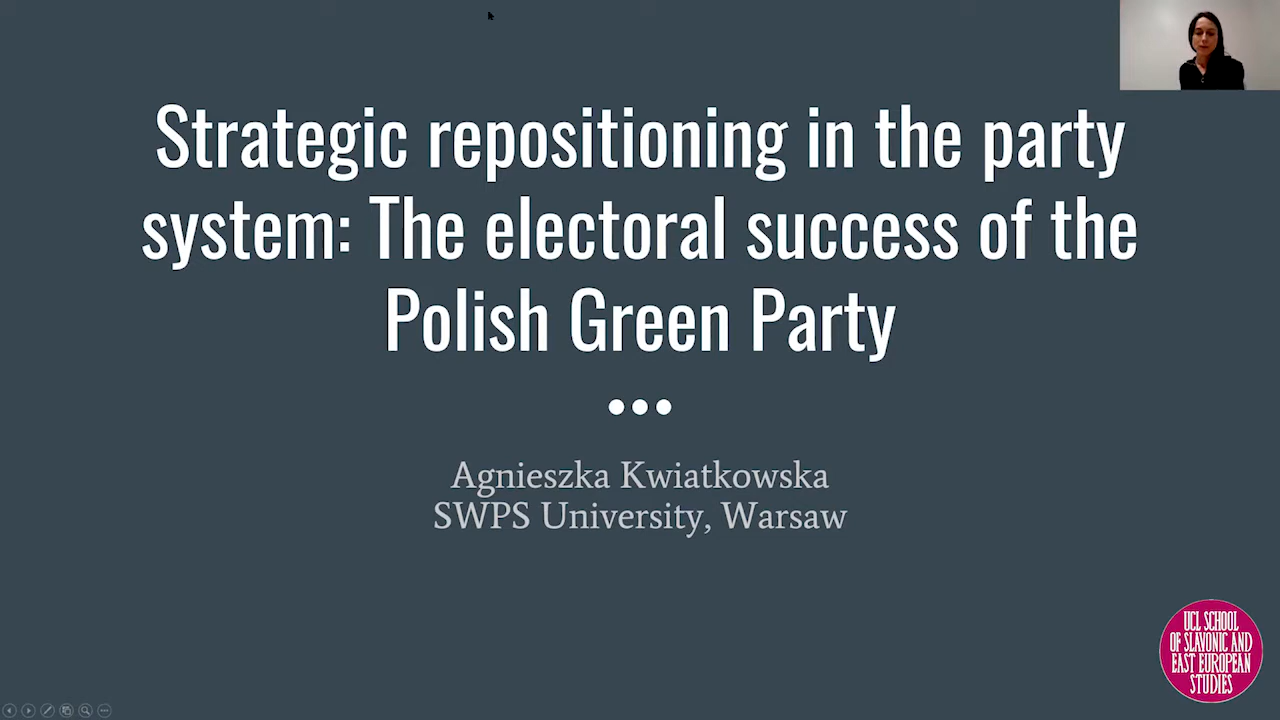 Strategic repositioning in the party
system: The electoral success of the
Polish Green Party
Agnieszka Kwiatkowska
SWPS University, Warsaw
UCL SCHOOL
OF SLAVONIC AND
EAST EUROPEAN
STUDIES